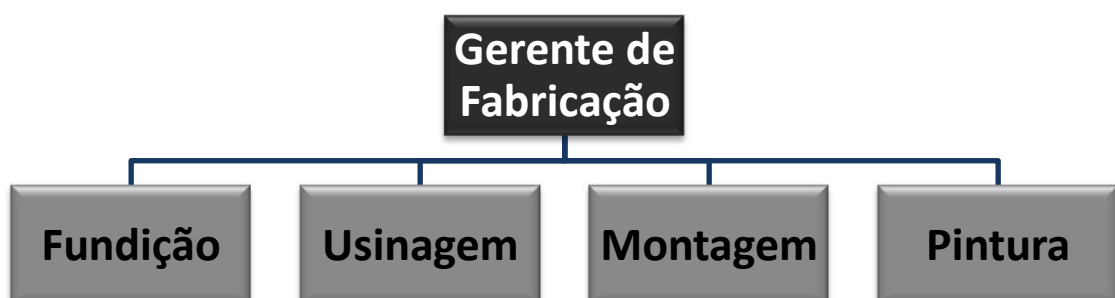 Gerente de
Fabricação
Fundição
Usinagem
Montagem
Pintura